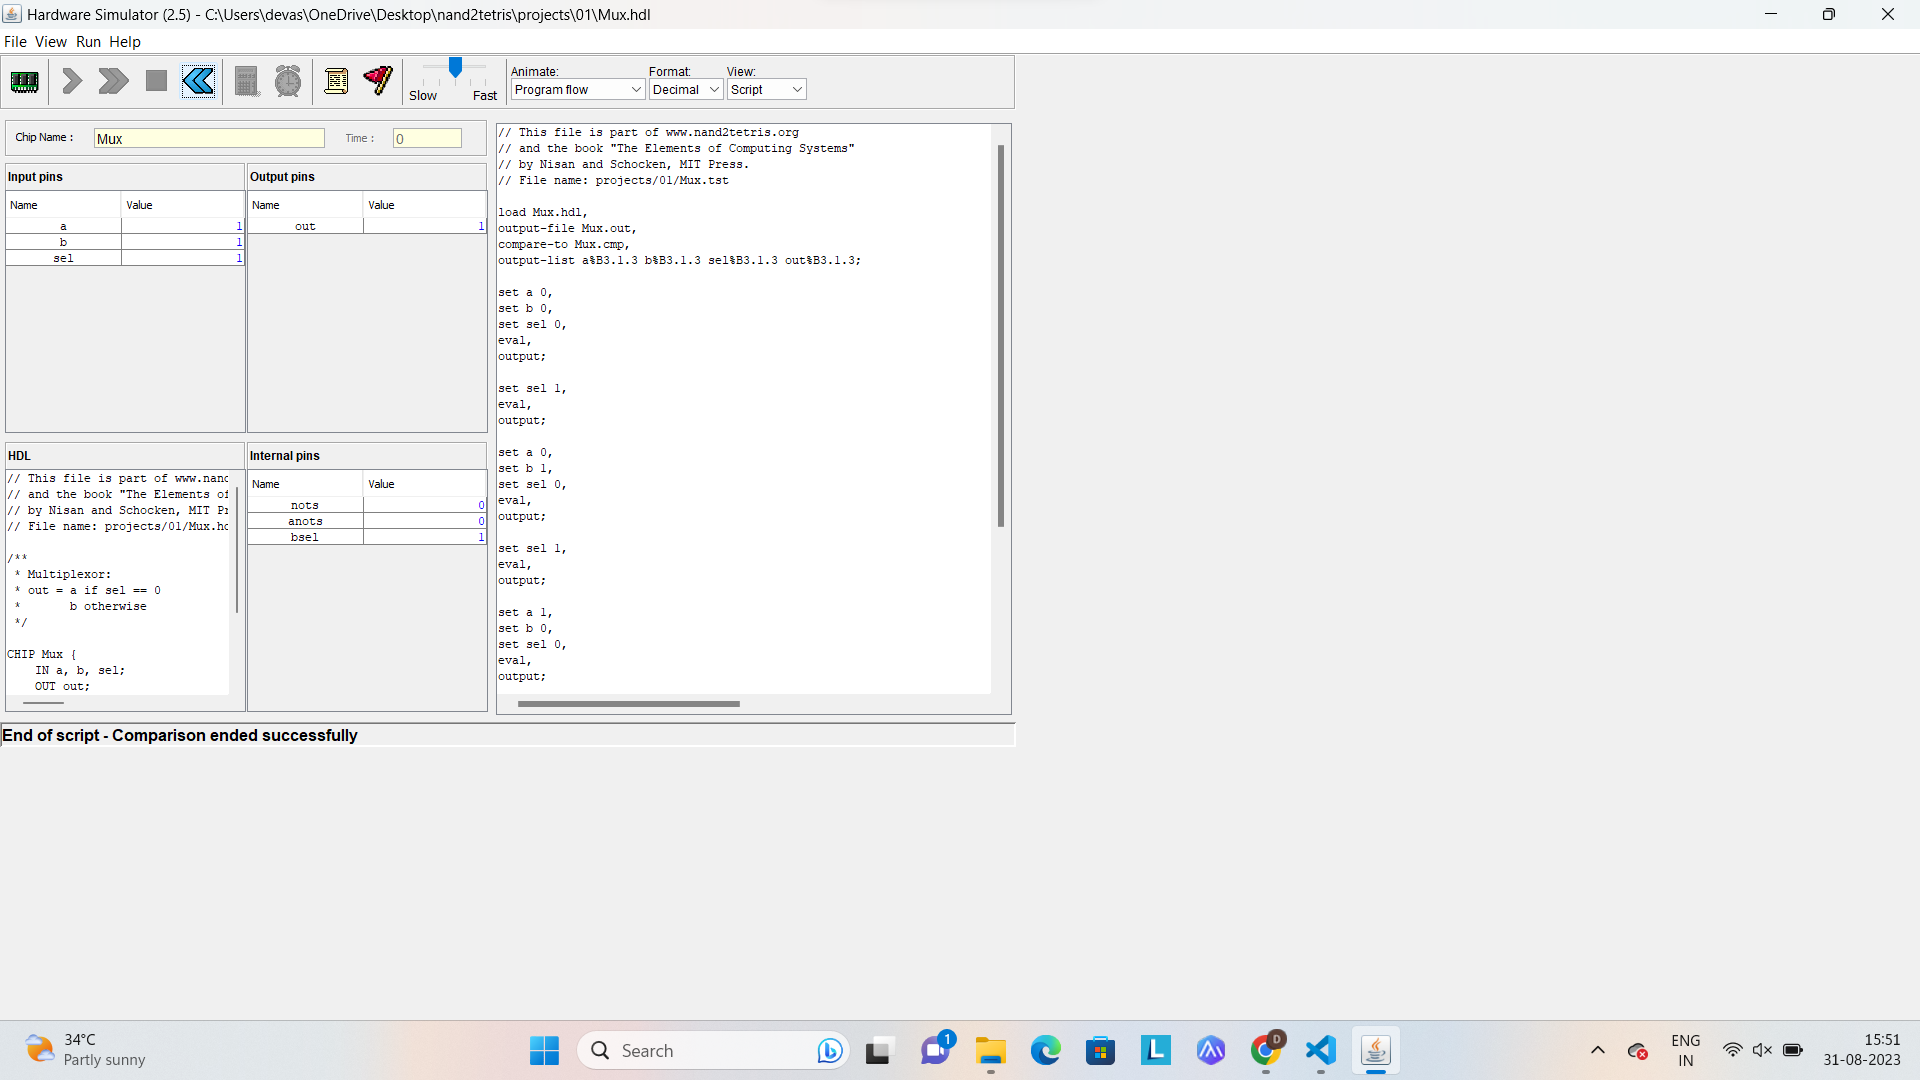 Hardware Simulator (2.5) - C:\Users\devas\OneDrive\Desktop\nand2tetris\projects\01\Mux.hdl
File View Run Help
Slow Fast
Animate: Format: View:
Program flow Decimal Script
Chip Name : Mux Time : 0
Input pins
Name Value
a 1
b 1
sel 1
Output pins
Name Value
out 1
HDL
// This file is part of www.nand
// and the book "The Elements of
// by Nisan and Schocken, MIT Pr
// File name: projects/01/Mux.hd
/**
* Multiplexor:
* out = a if sel == 0
* b otherwise
*/
CHIP Mux {
IN a, b, sel;
OUT out;
Internal pins
Name Value
nots 0
anots 0
bsel 1
// This file is part of www.nand2tetris.org
// and the book "The Elements of Computing Systems"
// by Nisan and Schocken, MIT Press.
// File name: projects/01/Mux.tst
load Mux.hdl,
output-file Mux.out,
compare-to Mux.cmp,
output-list a%B3.1.3 b%B3.1.3 sel%B3.1.3 out%B3.1.3;
set a 0,
set b 0,
set sel 0,
eval,
output;
set sel 1,
eval,
output;
set a 0,
set b 1,
set sel 0,
eval,
output;
set sel 1,
eval,
output;
set a 1,
set b 0,
set sel 0,
eval,
output;
End of script - Comparison ended successfully
34°C
Partly sunny
Search
1
L
D
ENG
IN
15:51
31-08-2023